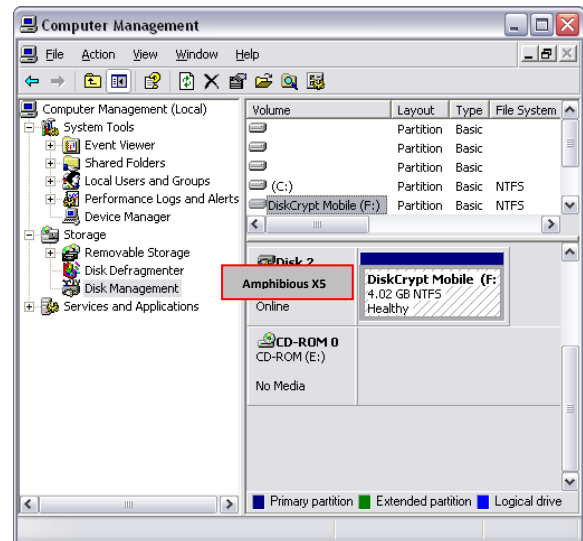 Computer Management
File Action View Window Help
Computer Management (Local)
System Tools
Event Viewer
Shared Folders
Local Users and Groups
Performance Logs and Alerts
Device Manager
Storage
Removable Storage
Disk Defragmenter
Disk Management
Services and Applications
Volume Layout Type File System
Partition Basic
Partition Basic
Partition Basic
(C:) Partition Basic NTFS
DiskCrypt Mobile (F:) Partition Basic NTFS
Disk 2
Amphibious X5
Online
DiskCrypt Mobile (F:
4.02 GB NTFS
Healthy
CD-ROM 0
CD-ROM (E:)
No Media
Primary partition Extended partition Logical drive